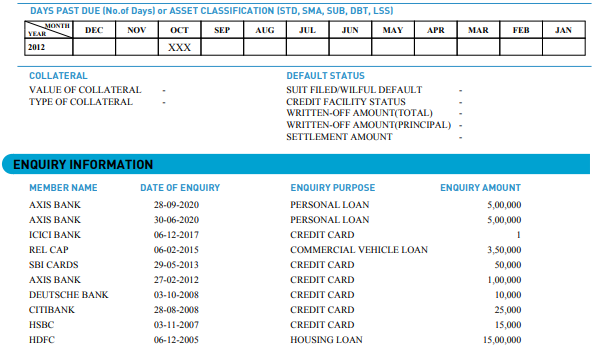 DAYS PAST DUE (No.of Days) or ASSET CLASSIFICATION (STD, SMA, SUB, DBT, LSS)
MONTH YEAR DEC NOV OCT SEP AUG JUL JUN MAY APR MAR FEB JAN
2012 XXX
COLLATERAL DEFAULT STATUS
VALUE OF COLLATERAL - SUIT FILED/WILFUL DEFAULT -
TYPE OF COLLATERAL - CREDIT FACILITY STATUS -
WRITTEN-OFF AMOUNT(TOTAL) -
WRITTEN-OFF AMOUNT(PRINCIPAL) -
SETTLEMENT AMOUNT -
ENQUIRY INFORMATION
MEMBER NAME DATE OF ENQUIRY ENQUIRY PURPOSE ENQUIRY AMOUNT
AXIS BANK 28-09-2020 PERSONAL LOAN 5,00,000
AXIS BANK 30-06-2020 PERSONAL LOAN 5,00,000
ICICI BANK 06-12-2017 CREDIT CARD 1
REL CAP 06-02-2015 COMMERCIAL VEHICLE LOAN 3,50,000
SBI CARDS 29-05-2013 CREDIT CARD 50,000
AXIS BANK 27-02-2012 CREDIT CARD 1,00,000
DEUTSCHE BANK 03-10-2008 CREDIT CARD 10,000
CITIBANK 28-08-2008 CREDIT CARD 25,000
HSBC 03-11-2007 CREDIT CARD 15,000
HDFC 06-12-2005 HOUSING LOAN 15,00,000